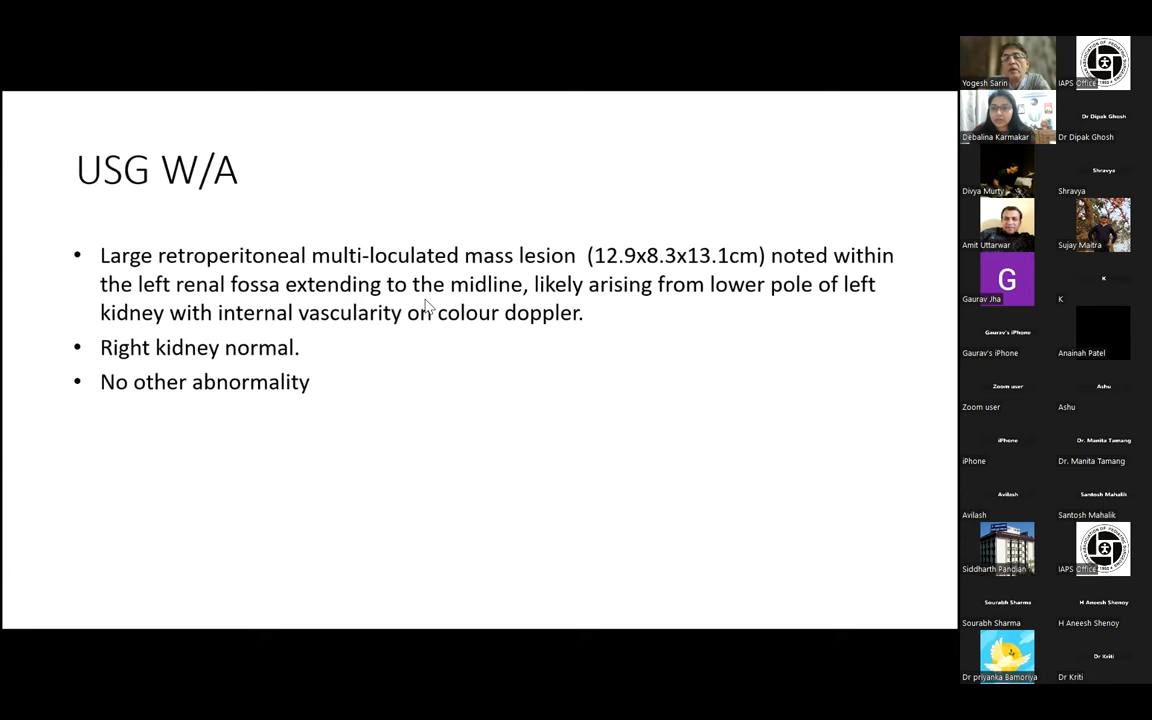 USG W/A
• Large retroperitoneal multi-loculated mass lesion (12.9x8.3x13.1cm) noted within
the left renal fossa extending to the midline, likely arising from lower pole of left
kidney with internal vascularity on colour doppler.
• Right kidney normal.
• No other abnormality
Yogesh Sarin
IAPS Office
Debalina Karmakar
Dr Dipak Ghosh
Dr Dipak Ghosh
Divya Murty
Shravya
Shravya
Amit Uttarwar
Sujay Maitra
G
Gaurav Jha
K
K
Gaurav's iPhone
Gaurav's iPhone
Anainah Patel
Zoom user
Zoom user
Ashu
Ashu
iPhone
iPhone
Dr. Manita Tamang
Dr. Manita Tamang
Avilash
Avilash
Santosh Mahalik
Santosh Mahalik
Siddharth Pandian
IAPS Office
Sourabh Sharma
Sourabh Sharma
H Aneesh Shenoy
H Aneesh Shenoy
Dr priyanka Bamoriya
Dr Kriti
Dr Kriti